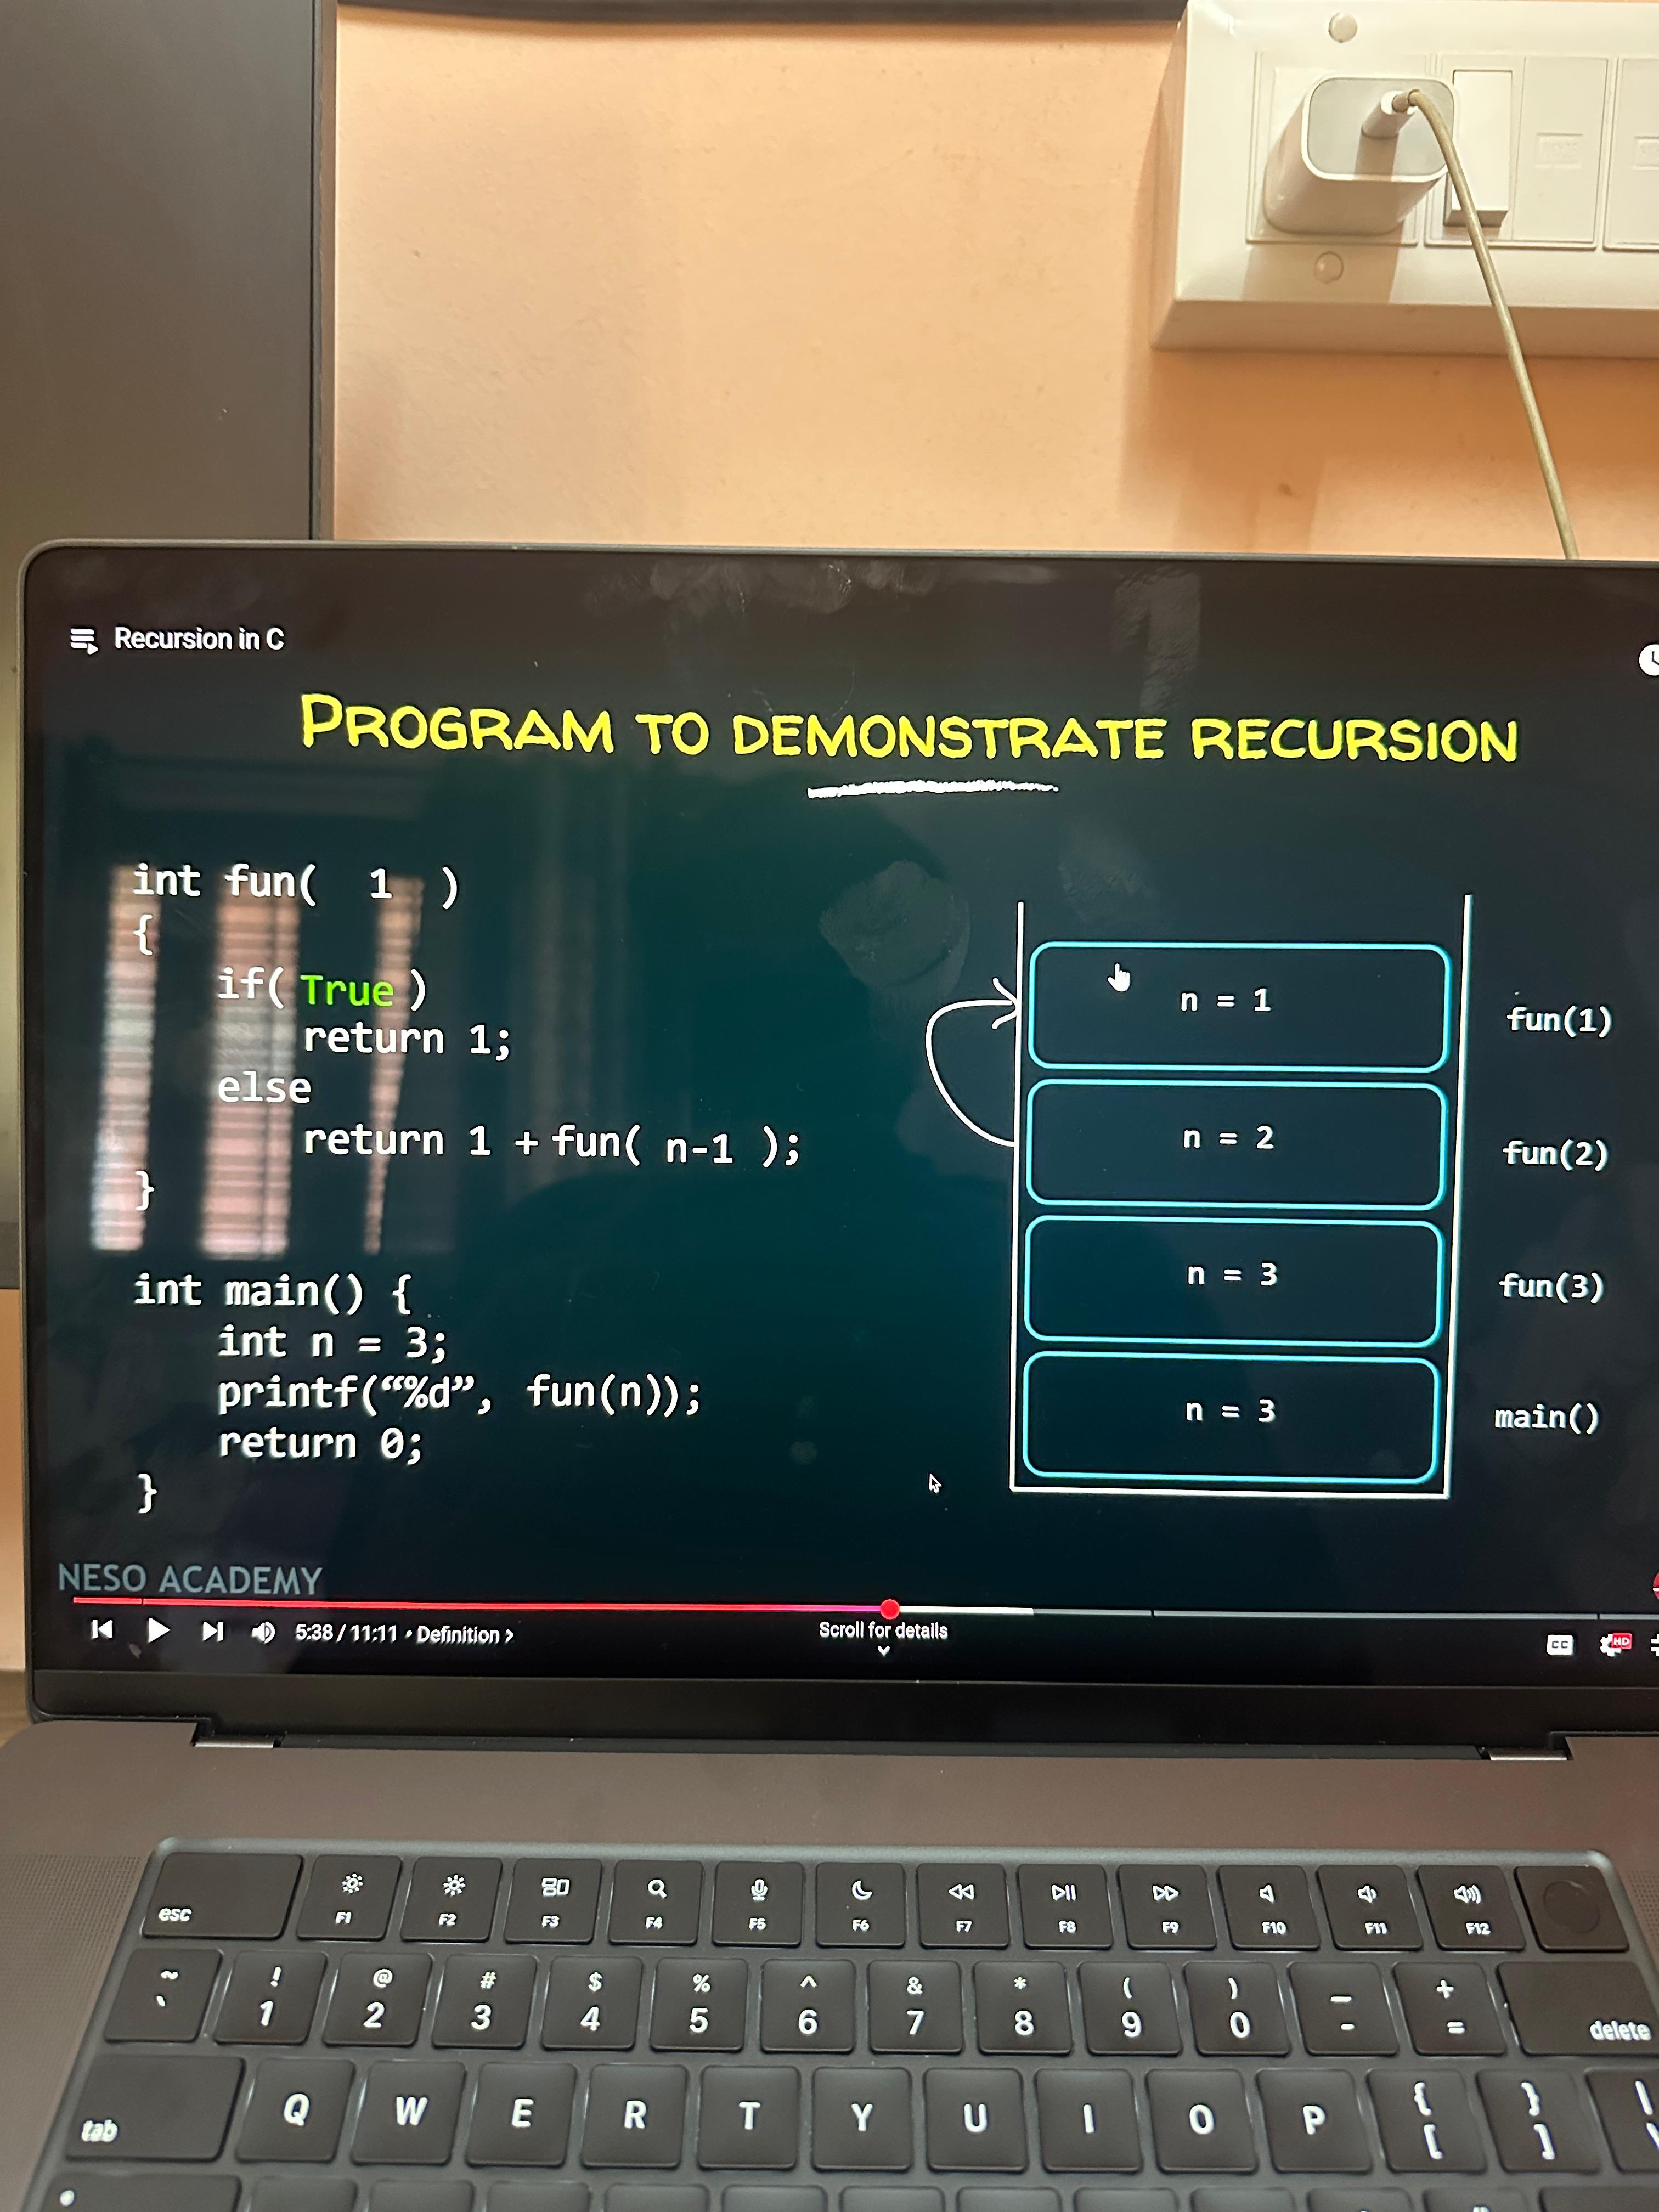 Recursion in C
PROGRAM TO DEMONSTRATE RECURSION
int fun( 1 )
{
if( True )
return 1;
else
return 1 + fun( n-1 );
}
int main() {
int n = 3;
printf(“%d”, fun(n));
return 0;
}
n = 1
fun(1)
n = 2
fun(2)
n = 3
fun(3)
n = 3
main()
NESO ACADEMY
5:38 / 11:11 • Definition >
Scroll for details
CC
HD
esc F1 F2 F3 F4 F5 F6 F7 F8 F9 F10 F11 F12
~ ! @ # $ % ^ & * ( ) — +
` 1 2 3 4 5 6 7 8 9 0 - = delete
tab Q W E R T Y U I O P { [ } ] |